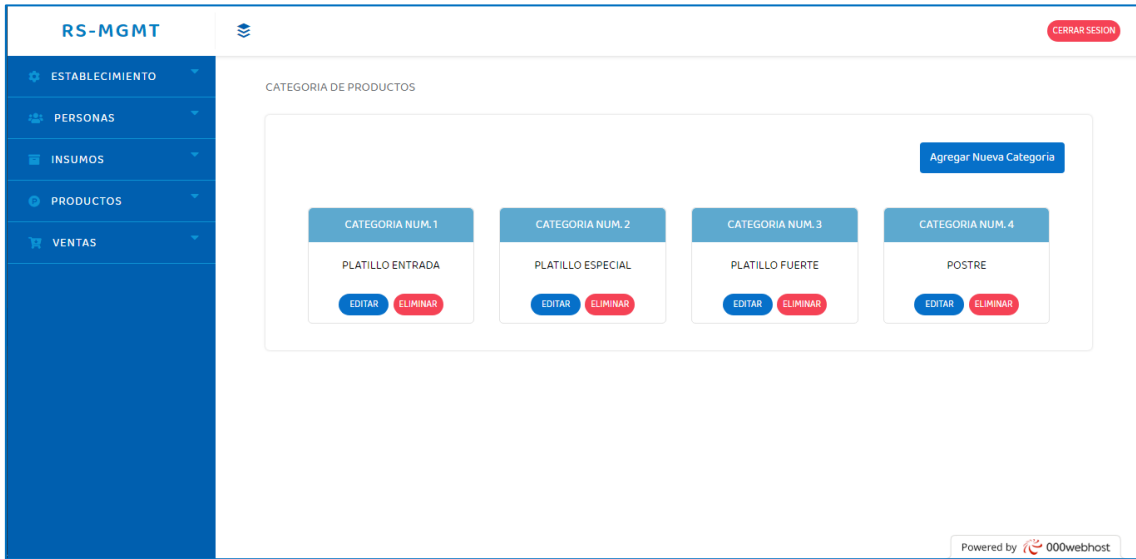 RS-MGMT
CERRAR SESION
ESTABLECIMIENTO
PERSONAS
INSUMOS
PRODUCTOS
VENTAS
CATEGORIA DE PRODUCTOS
Agregar Nueva Categoria
CATEGORIA NUM. 1
PLATILLO ENTRADA
EDITAR ELIMINAR
CATEGORIA NUM. 2
PLATILLO ESPECIAL
EDITAR ELIMINAR
CATEGORIA NUM. 3
PLATILLO FUERTE
EDITAR ELIMINAR
CATEGORIA NUM. 4
POSTRE
EDITAR ELIMINAR
Powered by 000webhost